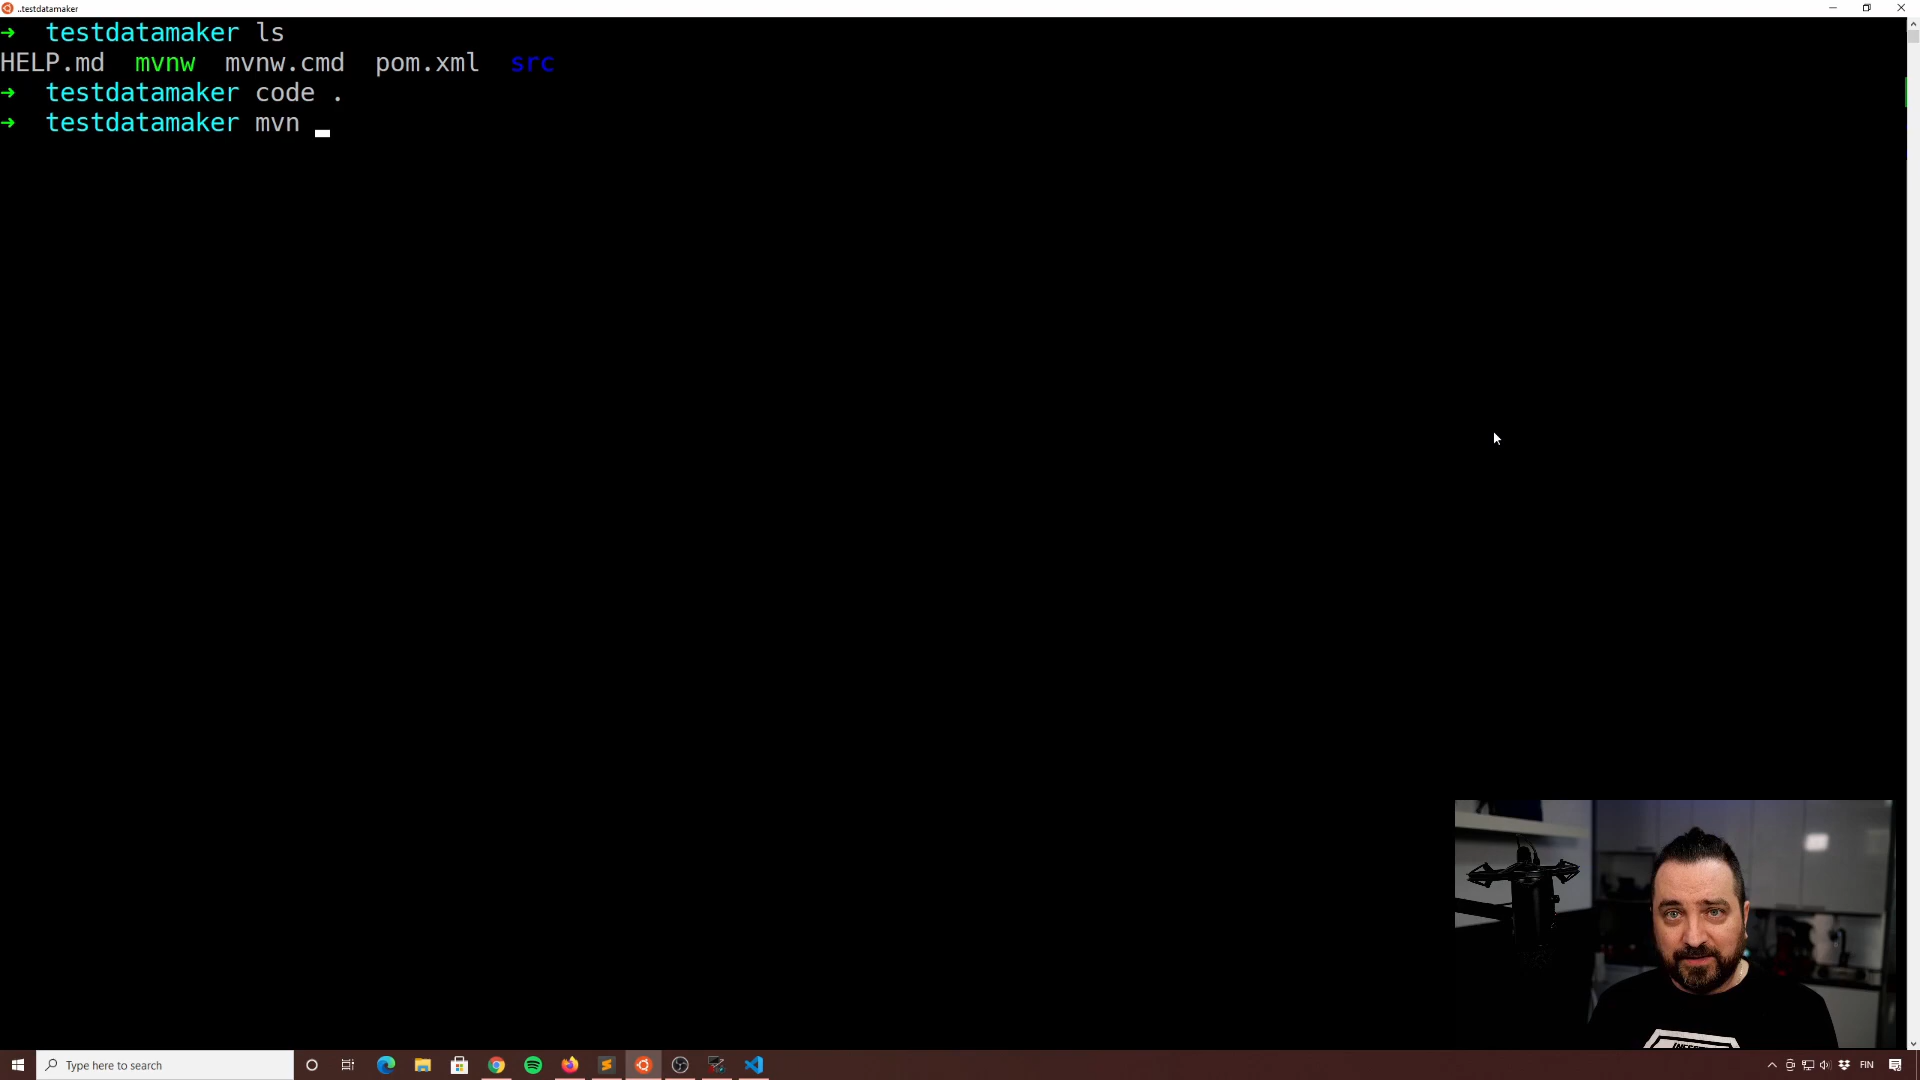 ..testdatamaker
➜ testdatamaker ls
HELP.md mvnw mvnw.cmd pom.xml src
➜ testdatamaker code .
➜ testdatamaker mvn
Type here to search
FIN